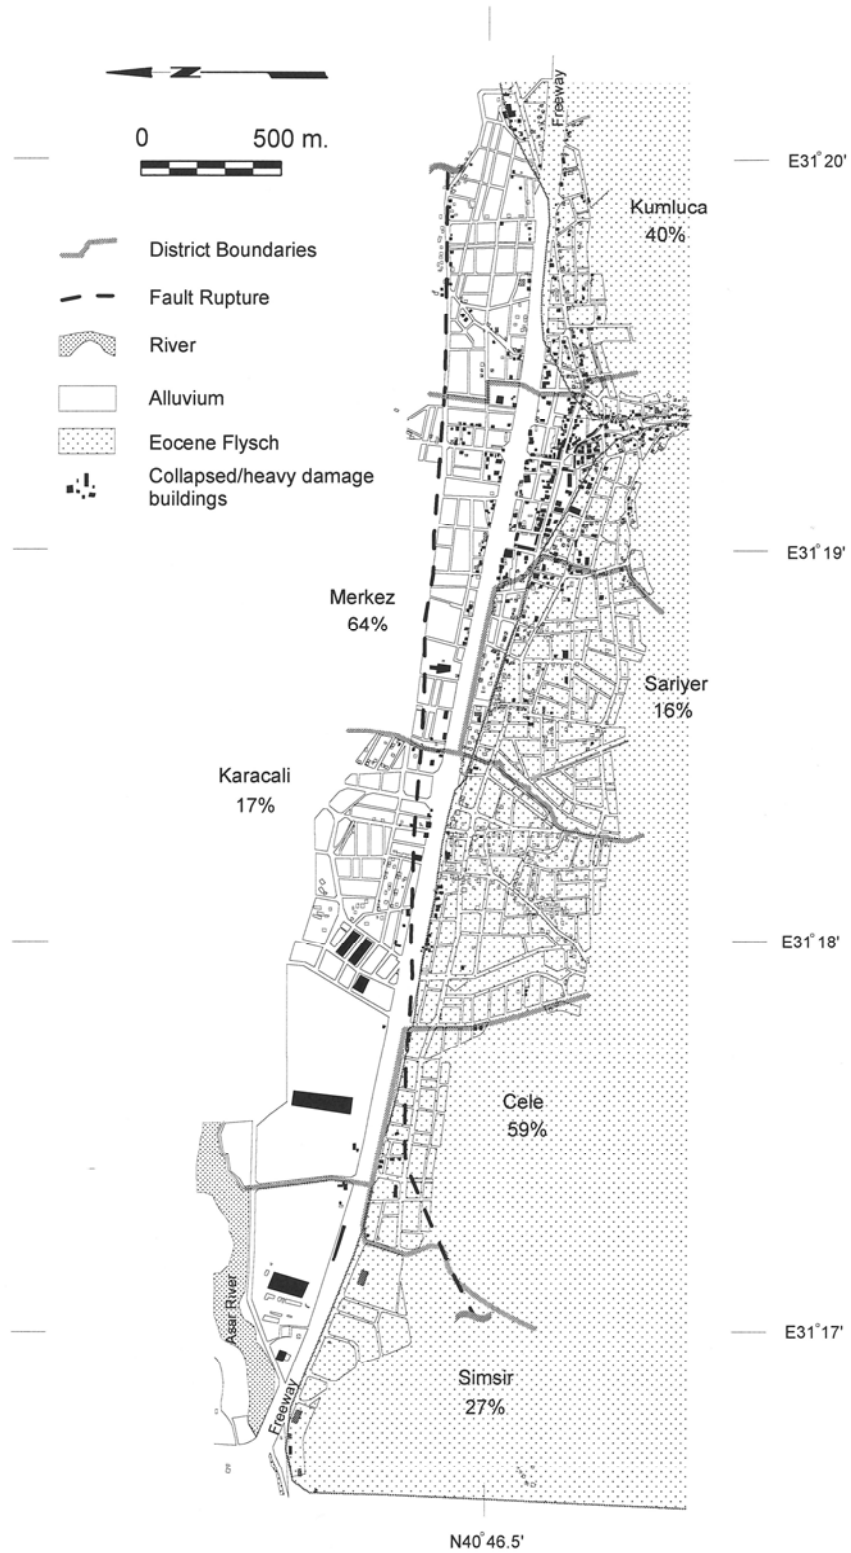 Z
0 500 m.
District Boundaries
Fault Rupture
River
Alluvium
Eocene Flysch
Collapsed/heavy damage
buildings
Freeway
E31°20'
Kumluca
40%
E31°19'
Merkez
64%
Sariyer
16%
Karacali
17%
E31°18'
Cele
59%
Asar River
E31°17'
Simsir
27%
Freeway
N40°46.5'